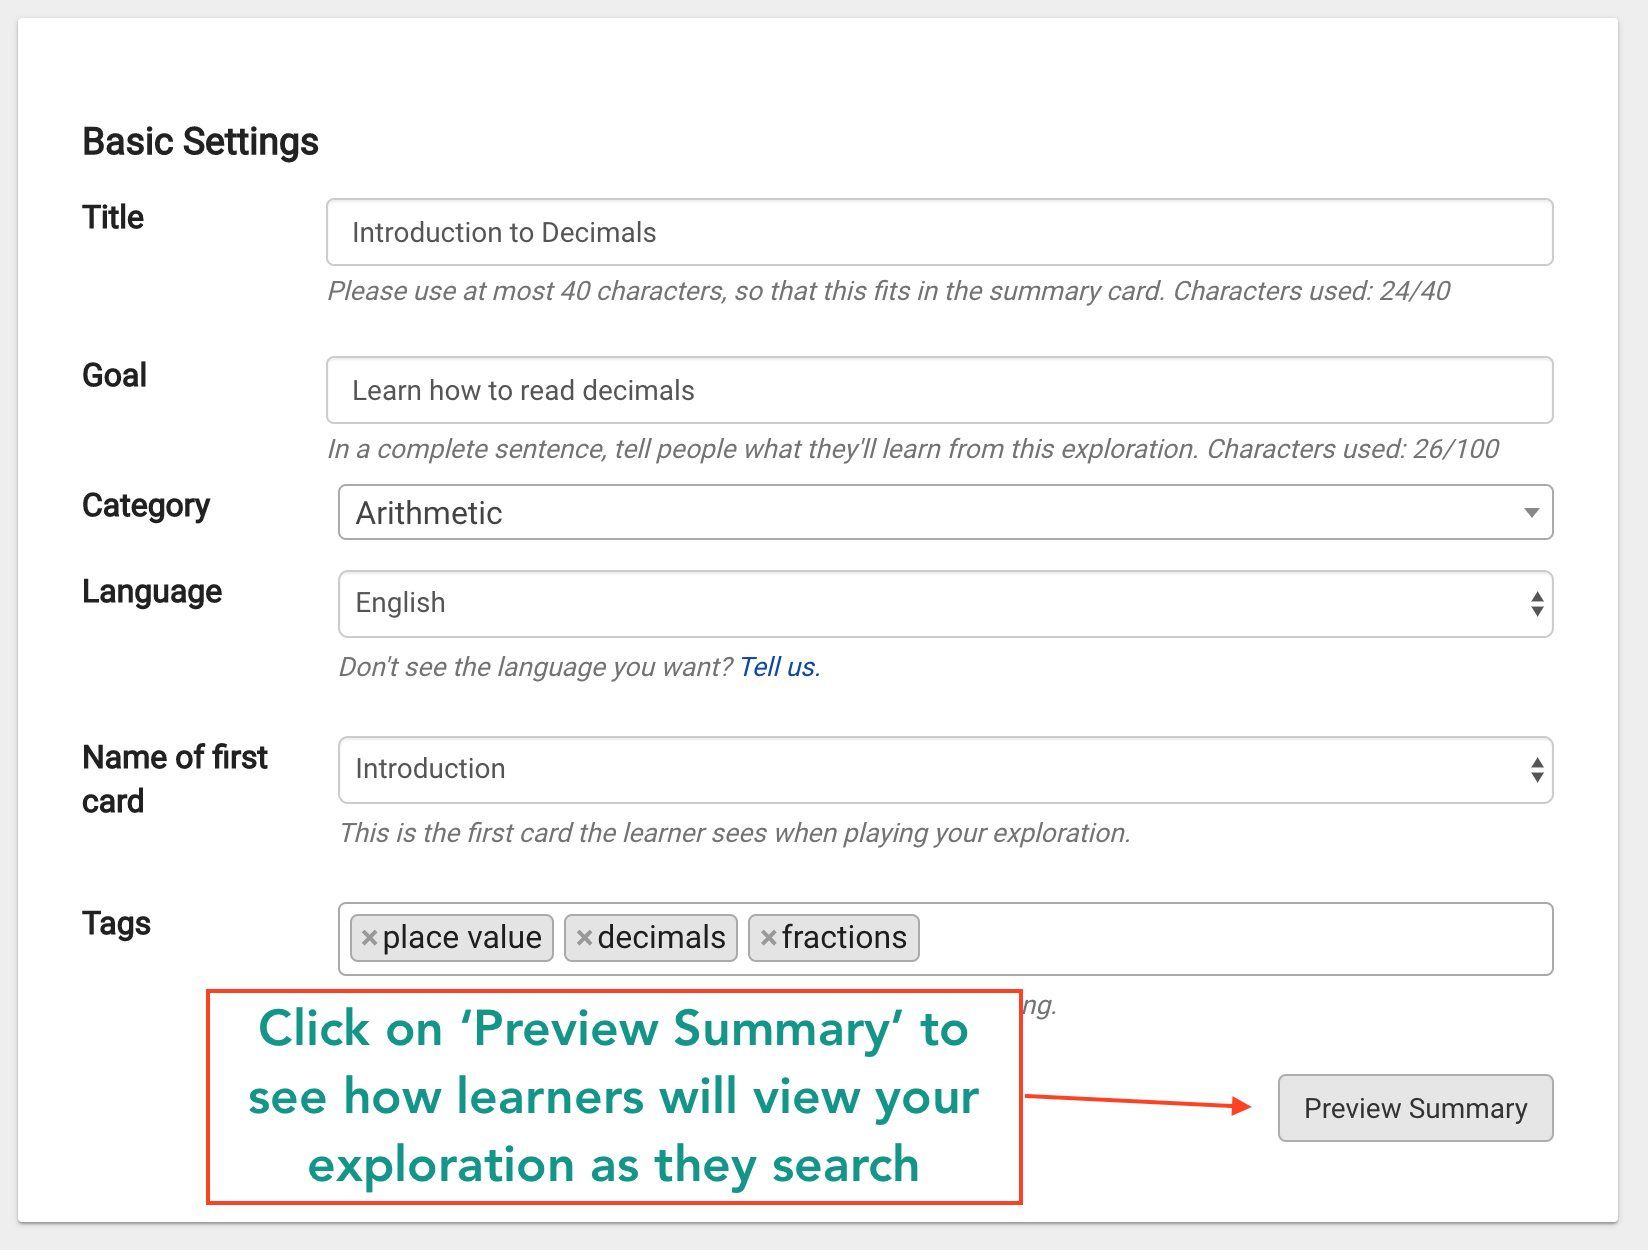 Basic Settings
Title
Introduction to Decimals
Please use at most 40 characters, so that this fits in the summary card. Characters used: 24/40
Goal
Learn how to read decimals
In a complete sentence, tell people what they'll learn from this exploration. Characters used: 26/100
Category
Arithmetic
Language
English
Don't see the language you want? Tell us.
Name of first
card
Introduction
This is the first card the learner sees when playing your exploration.
Tags
×place value ×decimals ×fractions
ng.
Click on ‘Preview Summary’ to
see how learners will view your
exploration as they search
Preview Summary